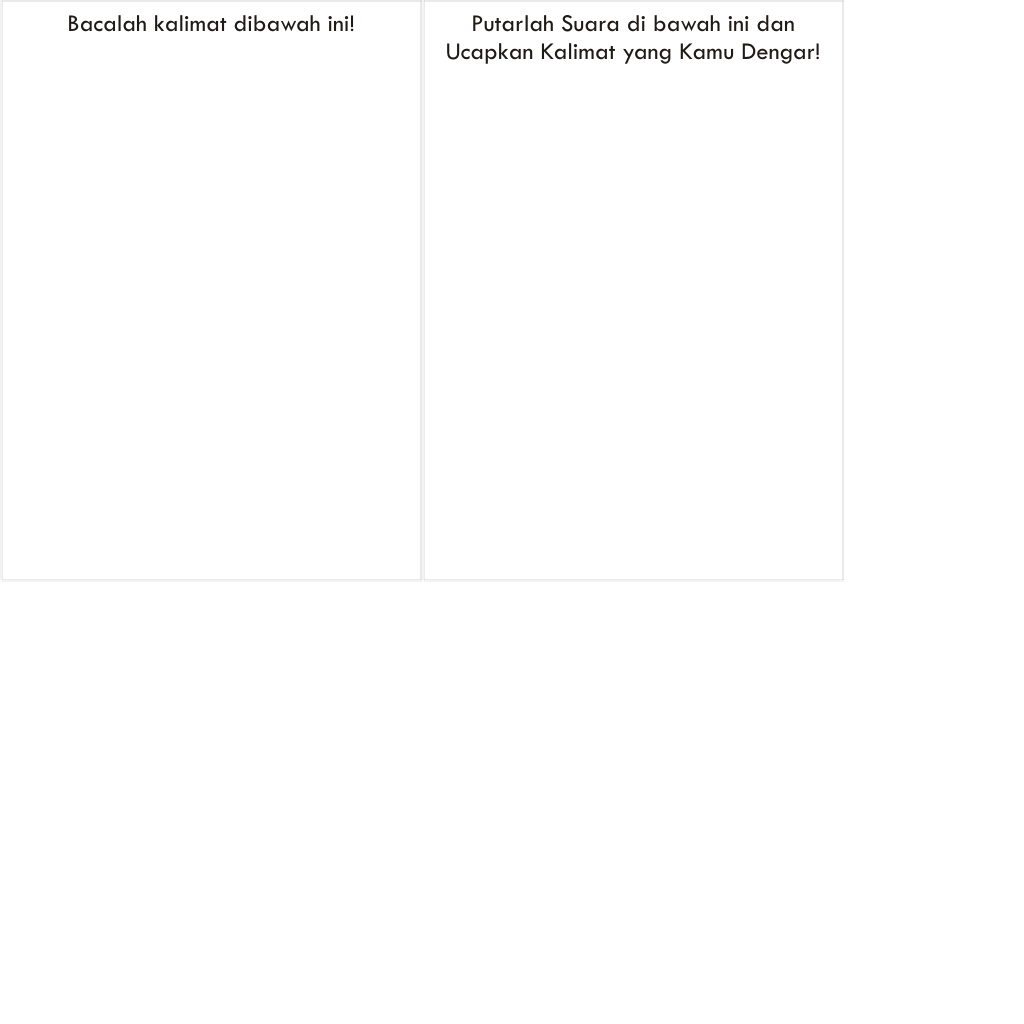 Bacalah kalimat dibawah ini!
Putarlah Suara di bawah ini dan
Ucapkan Kalimat yang Kamu Dengar!